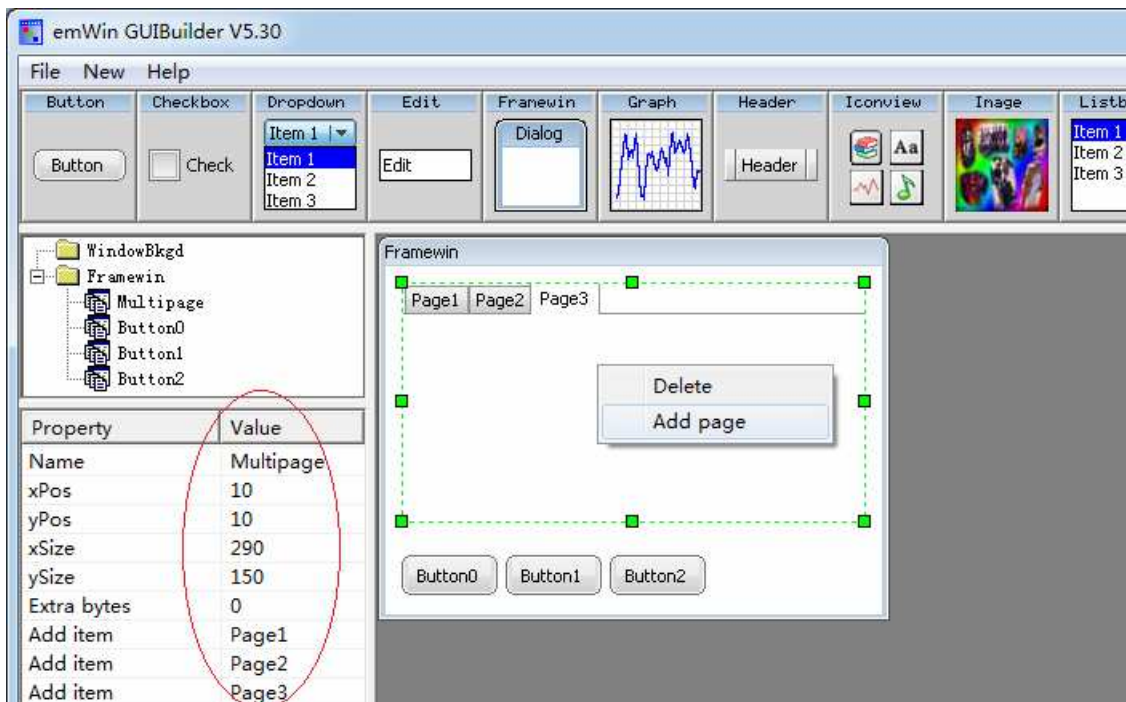 emWin GUIBuilder V5.30
File New Help
Button Checkbox Dropdown Edit Framewin Graph Header Iconview Image Listb
Button
Check
Item 1
Item 1
Item 2
Item 3
Edit
Dialog
Header
Aa
Item 1
Item 2
Item 3
WindowBkgd
Framewin
Multipage
Button0
Button1
Button2
Property Value
Name Multipage
xPos 10
yPos 10
xSize 290
ySize 150
Extra bytes 0
Add item Page1
Add item Page2
Add item Page3
Framewin
Page1 Page2 Page3
Delete
Add page
Button0 Button1 Button2